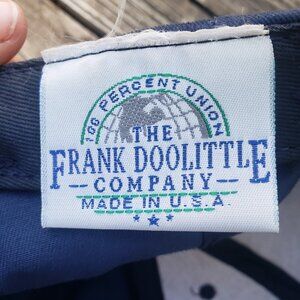 100 PERCENT UNION
THE
FRANK DOOLITTLE
COMPANY
MADE IN U.S.A.